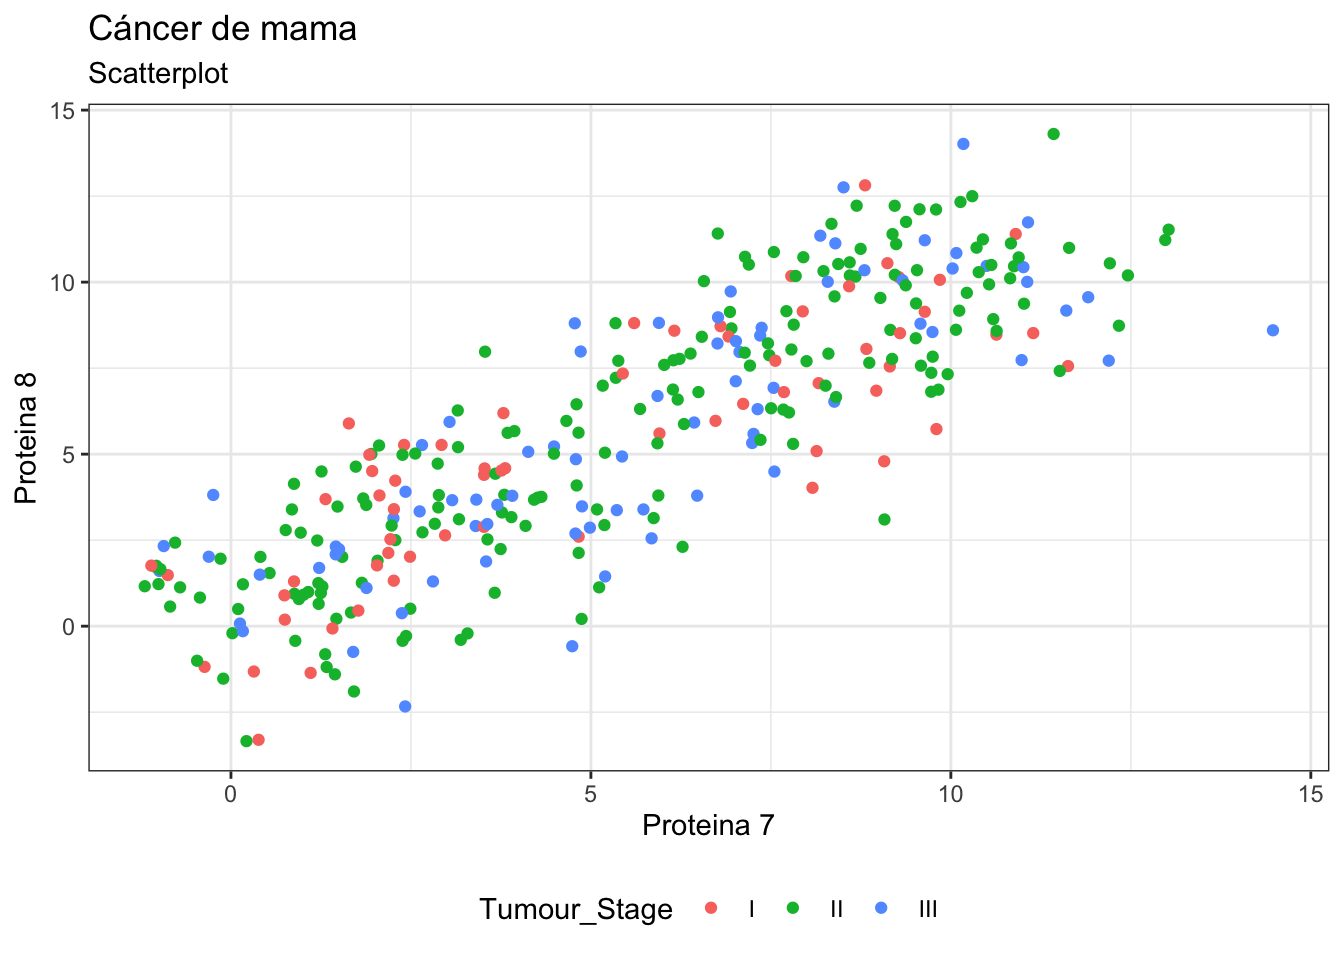 Cáncer de mama
Scatterplot
15
10
5
0
Proteina 8
0 5 10 15
Proteina 7
Tumour_Stage I II III